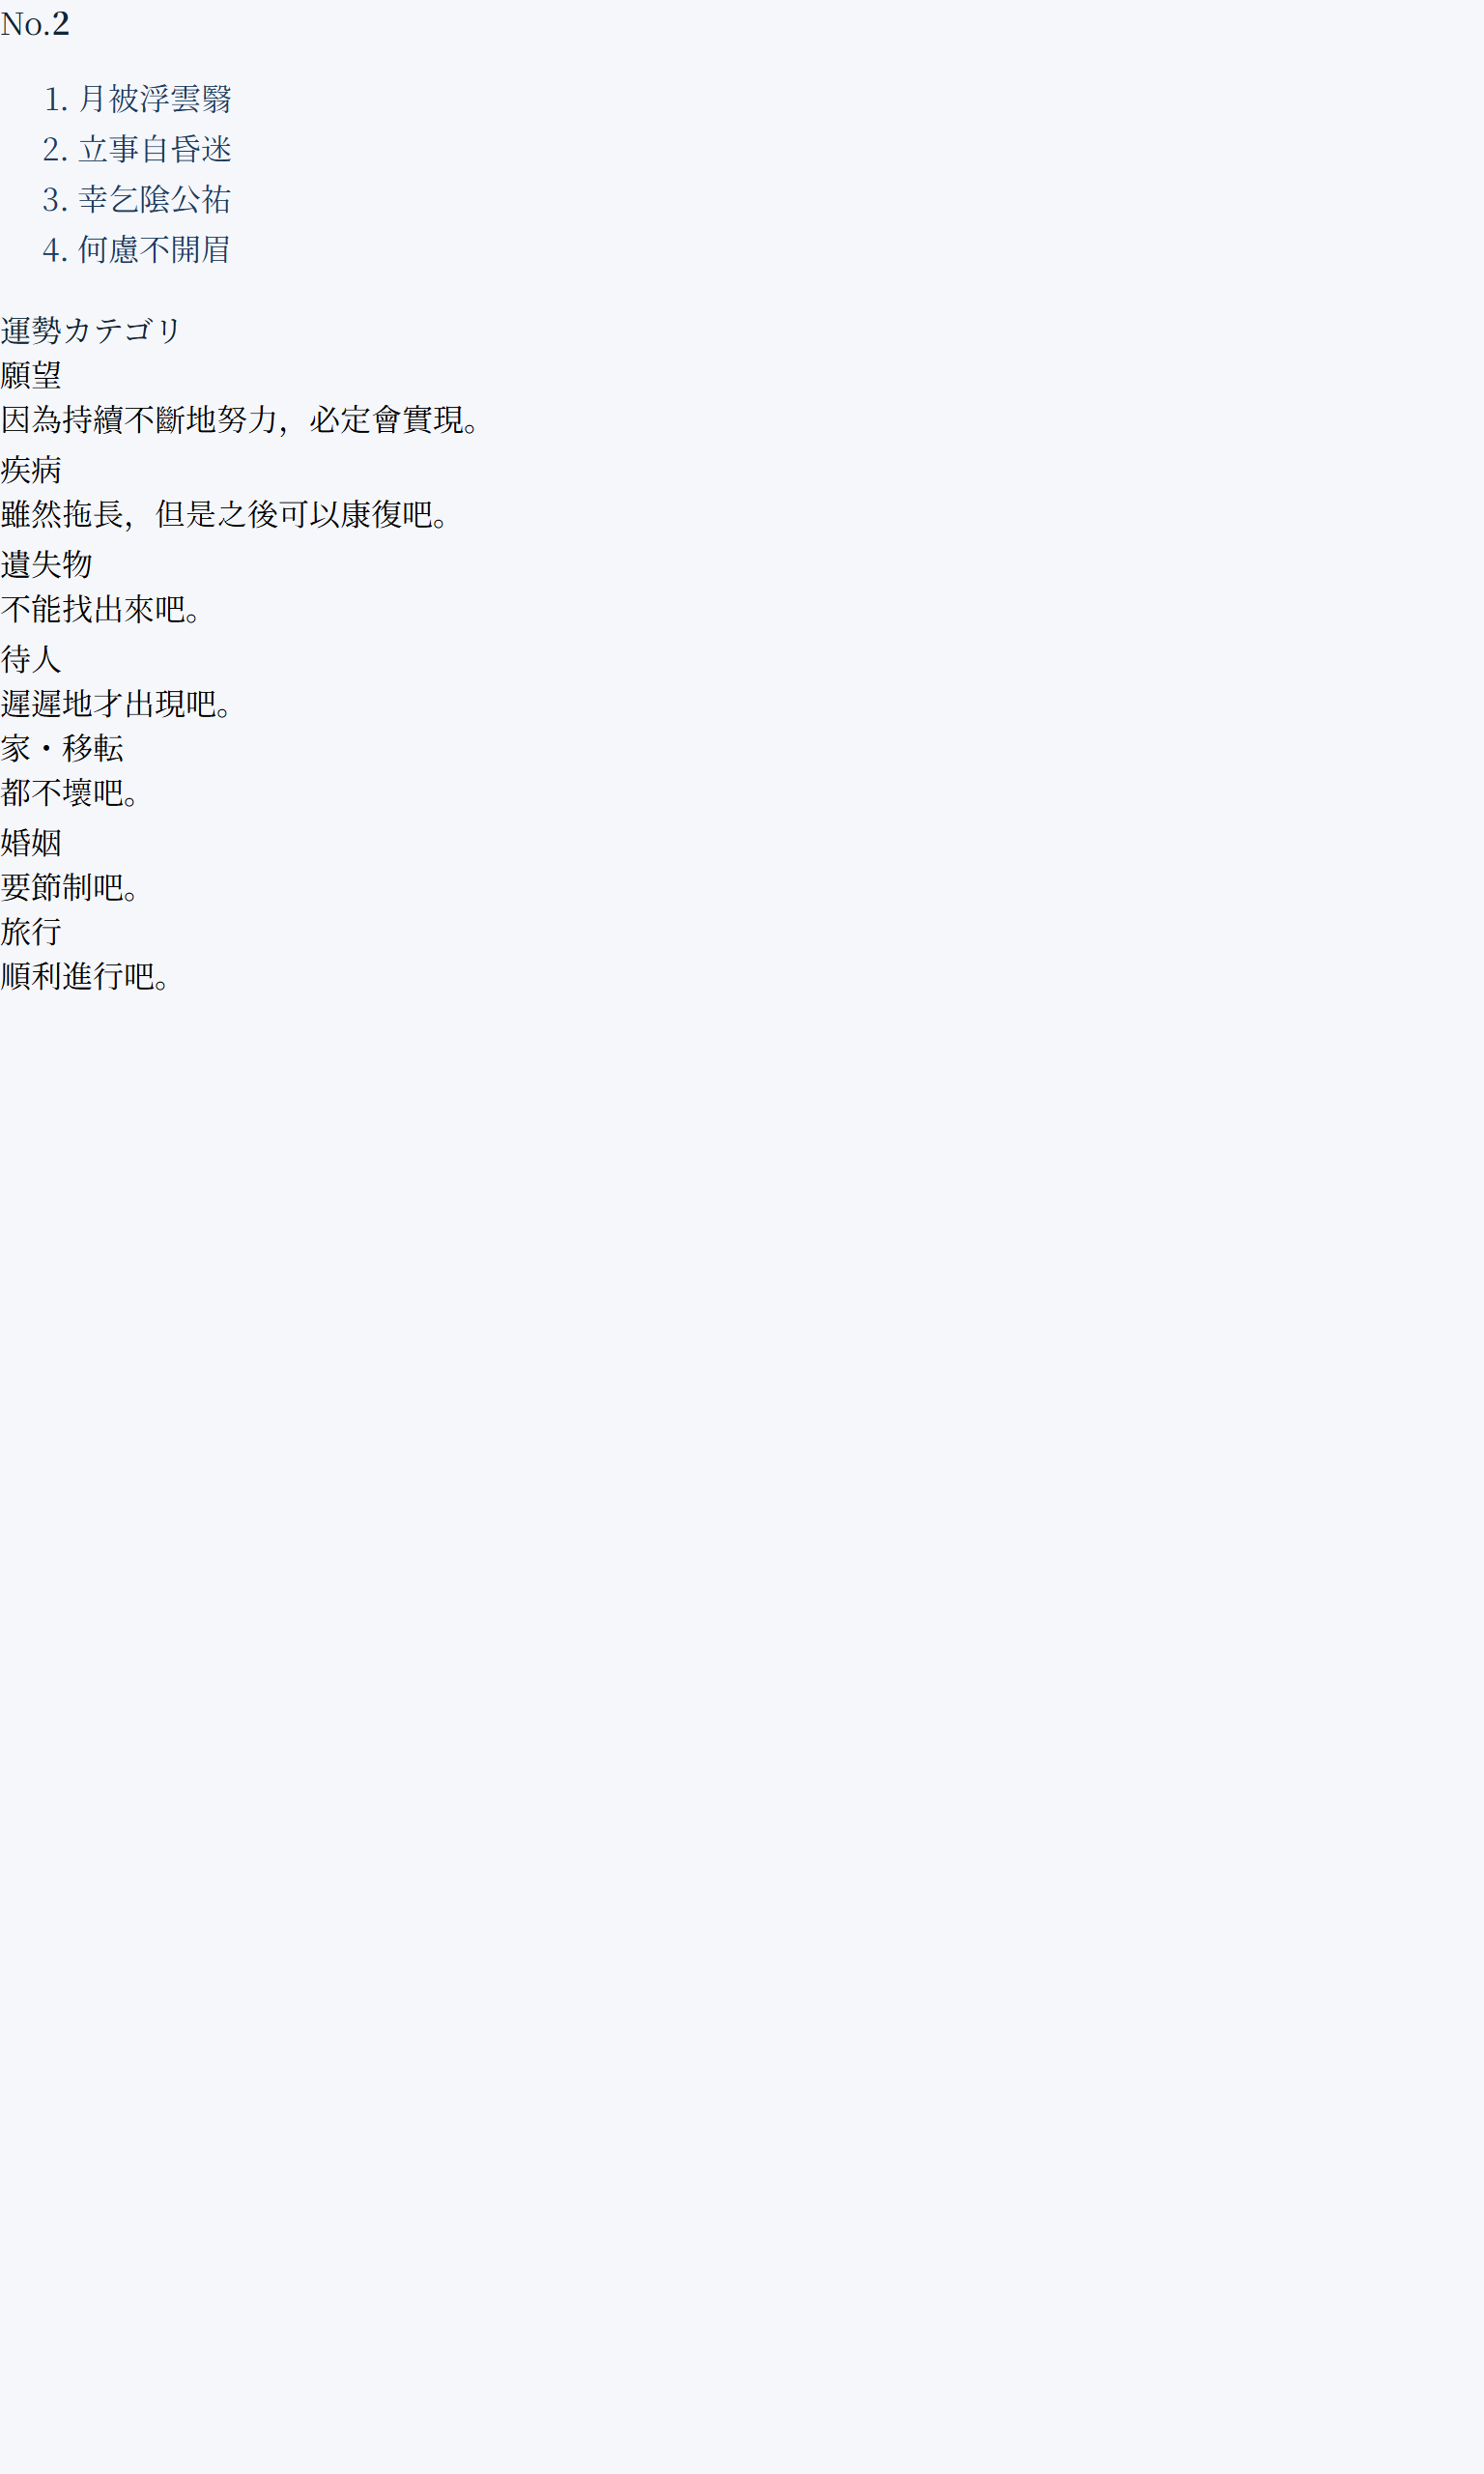 No.2
1. 月被浮雲翳
2. 立事自昏迷
3. 幸乞陰公祐
4. 何慮不開眉
運勢カテゴリ
願望
因為持續不斷地努力，必定會實現。
疾病
雖然拖長，但是之後可以康復吧。
遺失物
不能找出來吧。
待人
遲遲地才出現吧。
家・移転
都不壞吧。
婚姻
要節制吧。
旅行
順利進行吧。